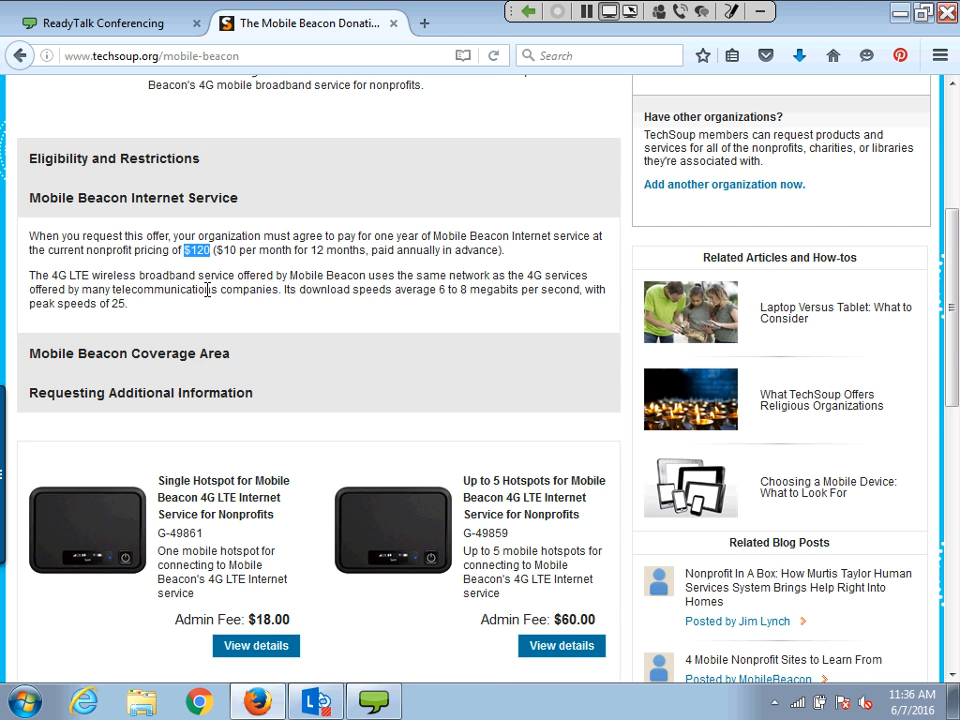 ReadyTalk Conferencing
The Mobile Beacon Donati...
www.techsoup.org/mobile-beacon
Search
Beacon's 4G mobile broadband service for nonprofits.
Eligibility and Restrictions
Mobile Beacon Internet Service
When you request this offer, your organization must agree to pay for one year of Mobile Beacon Internet service at
the current nonprofit pricing of $120 ($10 per month for 12 months, paid annually in advance).
The 4G LTE wireless broadband service offered by Mobile Beacon uses the same network as the 4G services
offered by many telecommunications companies. Its download speeds average 6 to 8 megabits per second, with
peak speeds of 25.
Mobile Beacon Coverage Area
Requesting Additional Information
Single Hotspot for Mobile
Beacon 4G LTE Internet
Service for Nonprofits
G-49861
One mobile hotspot for
connecting to Mobile
Beacon's 4G LTE Internet
service
Admin Fee: $18.00
View details
Up to 5 Hotspots for Mobile
Beacon 4G LTE Internet
Service for Nonprofits
G-49859
Up to 5 mobile hotspots for
connecting to Mobile
Beacon's 4G LTE Internet
service
Admin Fee: $60.00
View details
Have other organizations?
TechSoup members can request products and
services for all of the nonprofits, charities, or libraries
they're associated with.
Add another organization now.
Related Articles and How-tos
Laptop Versus Tablet: What to
Consider
What TechSoup Offers
Religious Organizations
Choosing a Mobile Device:
What to Look For
Related Blog Posts
Nonprofit In A Box: How Murtis Taylor Human
Services System Brings Help Right Into
Homes
Posted by Jim Lynch
4 Mobile Nonprofit Sites to Learn From
Posted by MobileBeacon
11:36 AM
6/7/2016